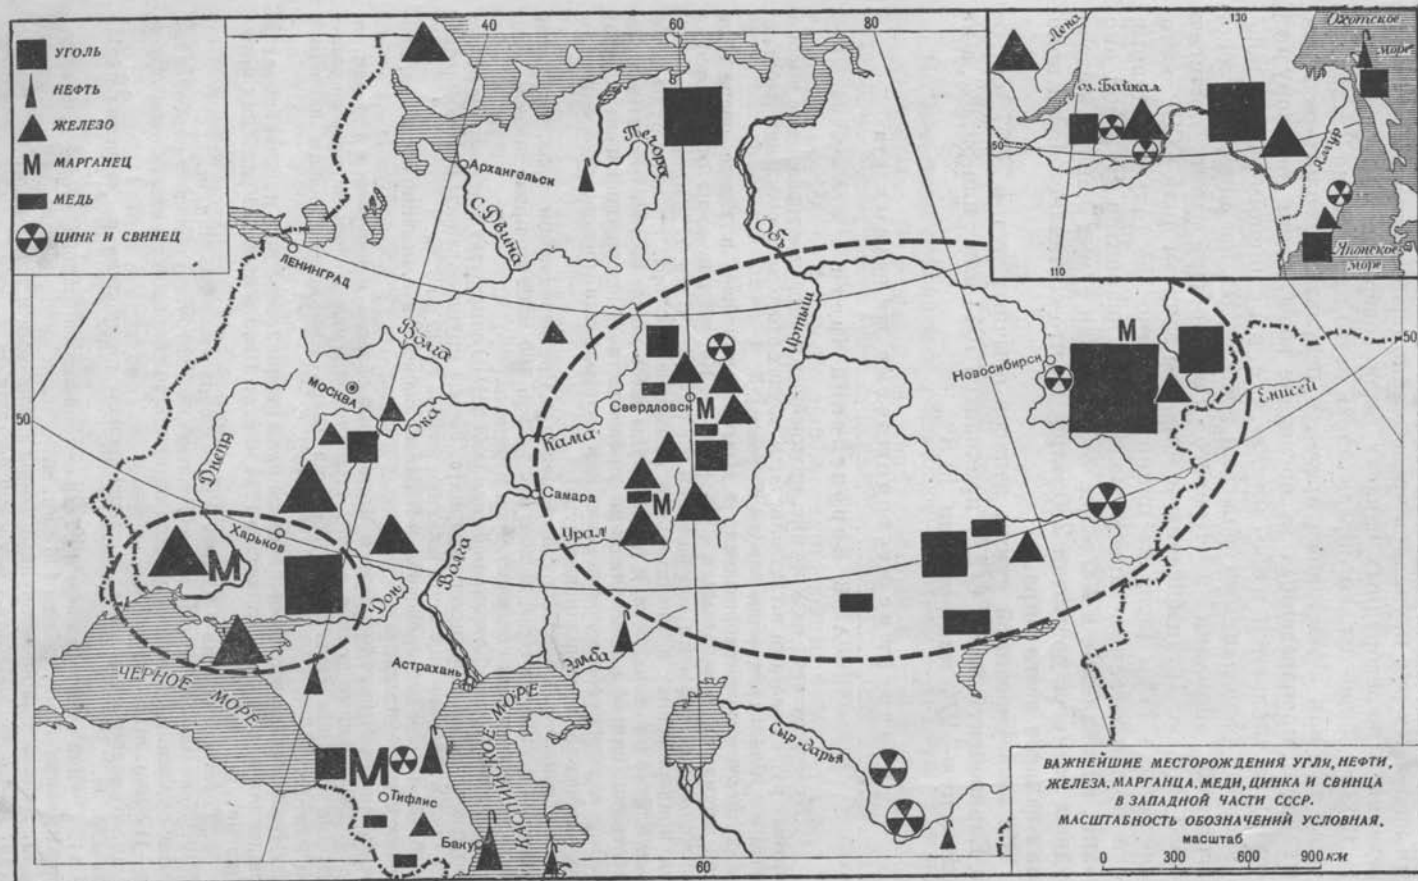 УГОЛЬ
НЕФТЬ
ЖЕЛЕЗО
МАРГАНЕЦ
МЕДЬ
ЦИНК И СВИНЕЦ
М
40
60
80
130
Охотское
море
Лена
оз. Байкал
50
Амур
110
Японское
море
Печора
Архангольск
С. Двина
Обь
ЛЕНИНГРАД
Волга
Иртыш
М
Новосибирск
50
Енисей
МОСКВА
Свердловск
М
50
Ока
Кама
Днепр
Самара
М
Харьков
Урал
М
Волга
Дон
Эмба
Астрахань
ЧЕРНОЕ МОРЕ
КАСПИЙСКОЕ МОРЕ
Сыр-дарья
М
Тифлис
Баку
60
ВАЖНЕЙШИЕ МЕСТОРОЖДЕНИЯ УГЛЯ, НЕФТИ,
ЖЕЛЕЗА, МАРГАНЦА, МЕДИ, ЦИНКА И СВИНЦА
В ЗАПАДНОЙ ЧАСТИ СССР.
МАСШТАБНОСТЬ ОБОЗНАЧЕНИЙ УСЛОВНАЯ.
масштаб
0 300 600 900 км